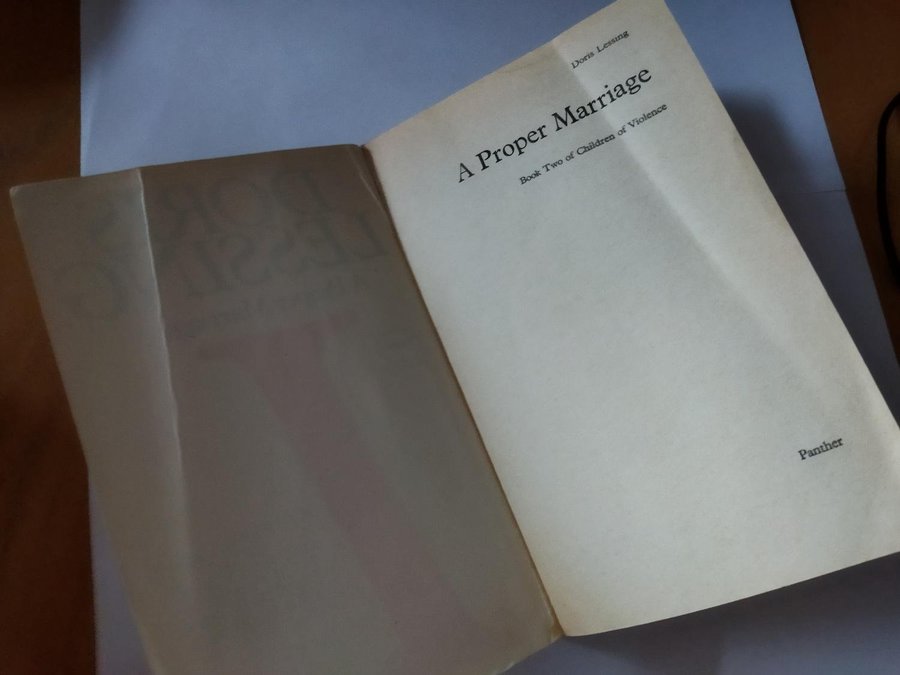 Doris Lessing
A Proper Marriage
Book Two of Children of Violence
Panther